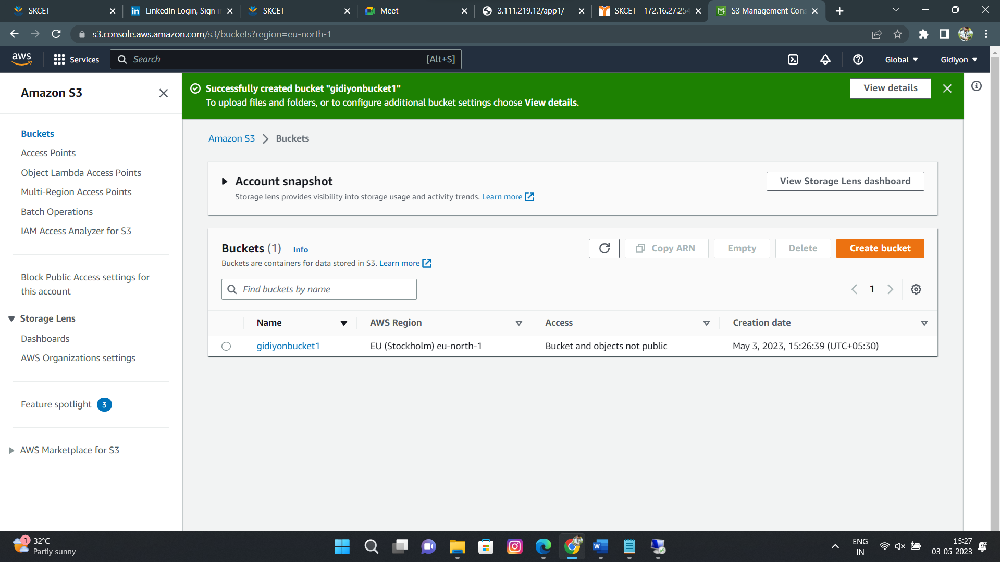 SKCET
LinkedIn Login, Sign i
SKCET
Meet
3.111.219.12/app1/
SKCET - 172.16.27.254
S3 Management Cons
s3.console.aws.amazon.com/s3/buckets?region=eu-north-1
aws
Services
Search
[Alt+S]
Global
Gidiyon
Amazon S3
Buckets
Access Points
Object Lambda Access Points
Multi-Region Access Points
Batch Operations
IAM Access Analyzer for S3
Block Public Access settings for
this account
Storage Lens
Dashboards
AWS Organizations settings
Feature spotlight 3
AWS Marketplace for S3
Successfully created bucket "gidiyonbucket1"
To upload files and folders, or to configure additional bucket settings choose View details.
View details
Amazon S3 > Buckets
Account snapshot
Storage lens provides visibility into storage usage and activity trends. Learn more
View Storage Lens dashboard
Buckets (1) Info
Buckets are containers for data stored in S3. Learn more
Copy ARN
Empty
Delete
Create bucket
Find buckets by name
1
Name AWS Region Access Creation date
gidiyonbucket1 EU (Stockholm) eu-north-1 Bucket and objects not public May 3, 2023, 15:26:39 (UTC+05:30)
1
32°C
Partly sunny
ENG
IN
15:27
03-05-2023